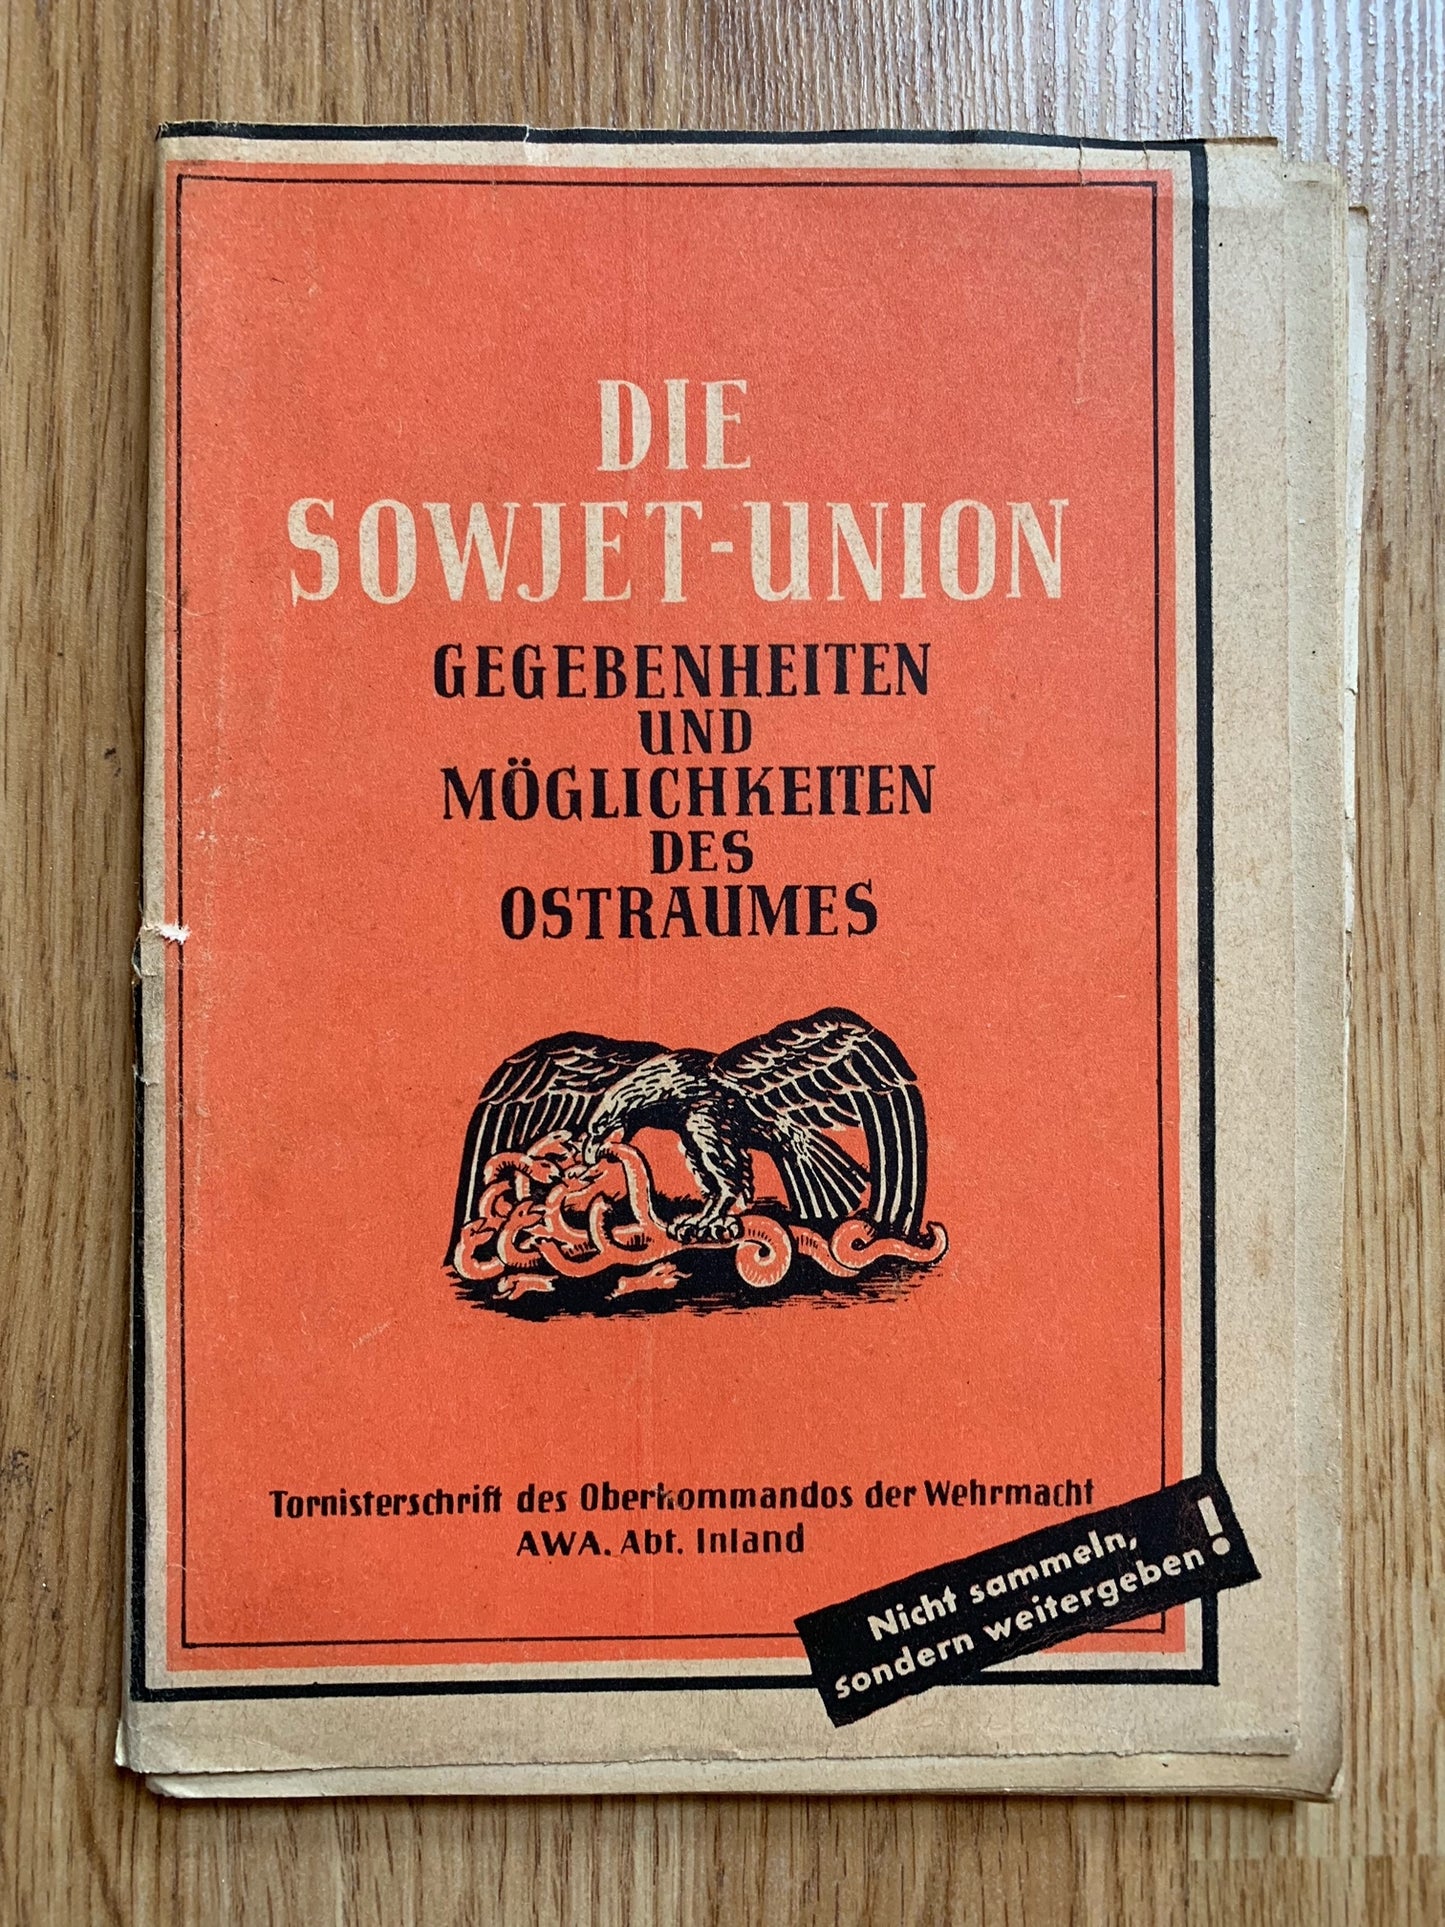 DIE
SOWJET-UNION
GEGEBENHEITEN
UND
MÖGLICHKEITEN
DES
OSTRAUMES
Tornisterschrift des Oberkommandos der Wehrmacht
AWA. Abt. Inland
Nicht sammeln,
sondern weitergeben!